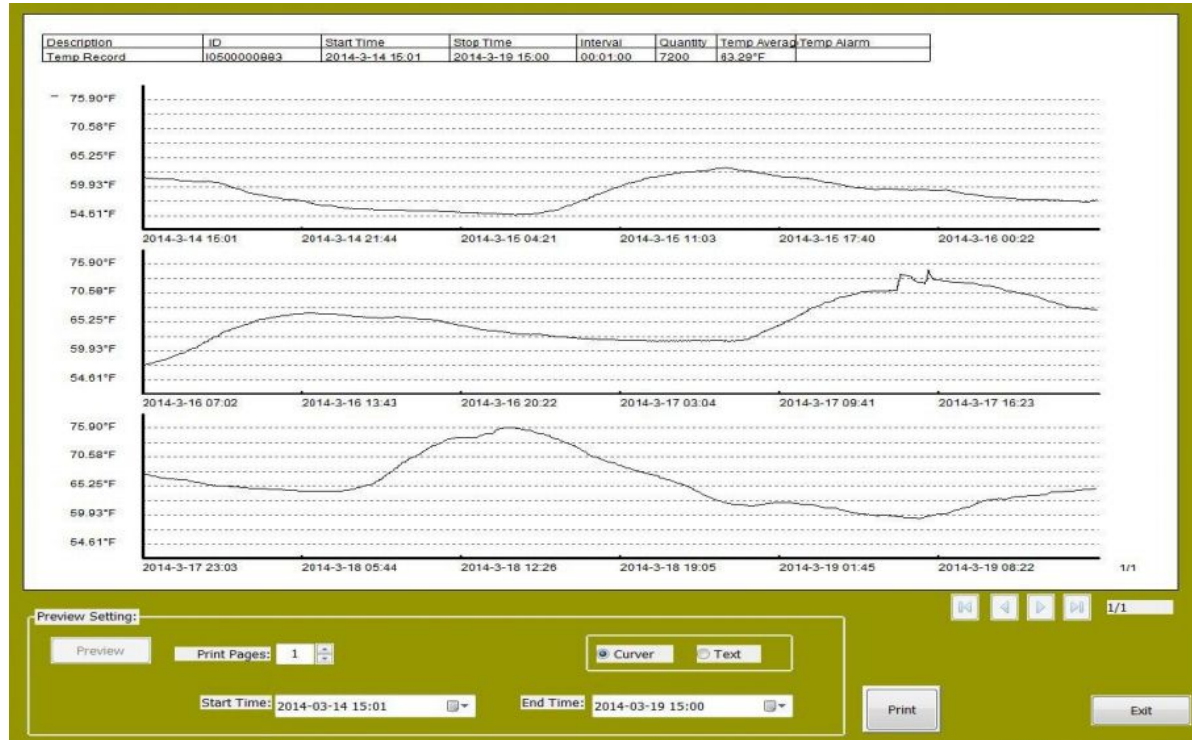 Description ID Start Time Stop Time Interval Quantity Temp Averag Temp Alarm
Temp Record I0500000993 2014-3-14 15:01 2014-3-19 15:00 00:01:00 7200 63.29°F
75.90°F
70.58°F
65.25°F
59.93°F
54.61°F
2014-3-14 15:01 2014-3-14 21:44 2014-3-15 04:21 2014-3-15 11:03 2014-3-15 17:40 2014-3-16 00:22
75.90°F
70.58°F
65.25°F
59.93°F
54.61°F
2014-3-16 07:02 2014-3-16 13:43 2014-3-16 20:22 2014-3-17 03:04 2014-3-17 09:41 2014-3-17 16:23
75.90°F
70.58°F
65.25°F
59.93°F
54.61°F
2014-3-17 23:03 2014-3-18 05:44 2014-3-18 12:26 2014-3-18 19:05 2014-3-19 01:45 2014-3-19 08:22 1/1
1/1
Preview Setting:
Preview Print Pages: 1 Curver Text
Start Time: 2014-03-14 15:01 End Time: 2014-03-19 15:00
Print Exit